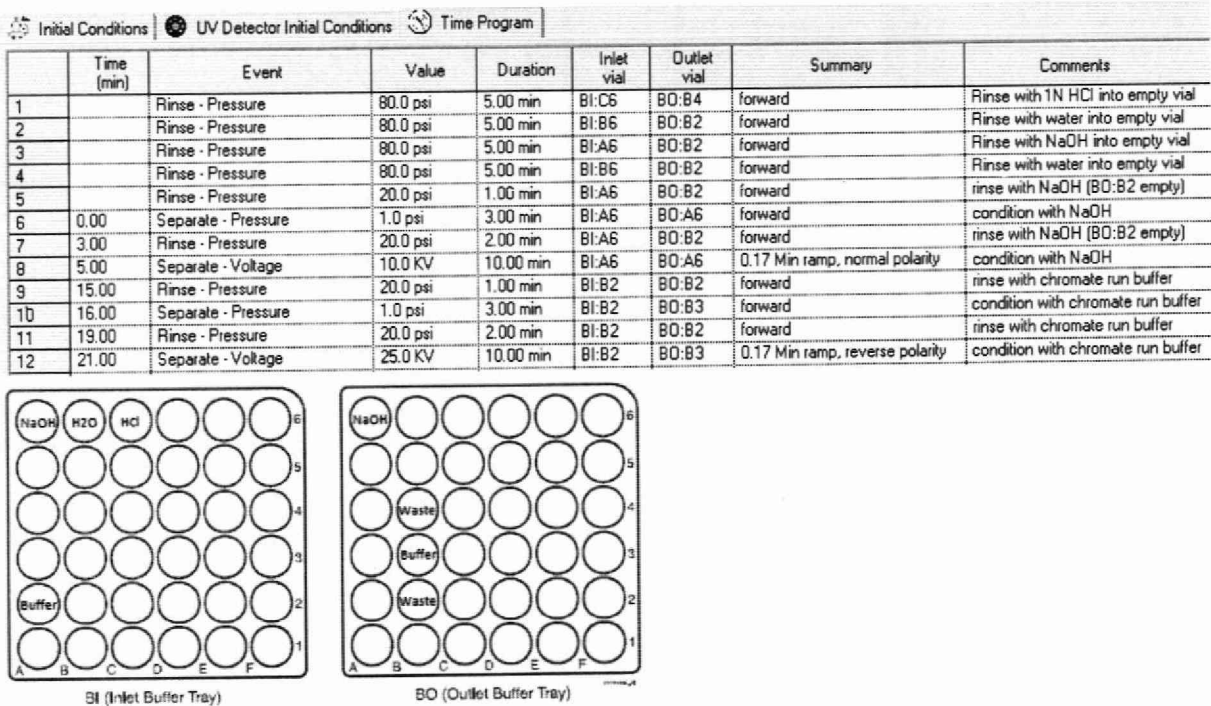 Initial Conditions UV Detector Initial Conditions Time Program
Time (min) Event Value Duration Inlet vial Outlet vial Summary Comments
1 Rinse - Pressure 80.0 psi 5.00 min BI:C6 BO:B4 forward Rinse with 1N HCl into empty vial
2 Rinse - Pressure 80.0 psi 5.00 min BI:B6 BO:B2 forward Rinse with water into empty vial
3 Rinse - Pressure 80.0 psi 5.00 min BI:A6 BO:B2 forward Rinse with NaOH into empty vial
4 Rinse - Pressure 80.0 psi 5.00 min BI:B6 BO:B2 forward Rinse with water into empty vial
5 Rinse - Pressure 20.0 psi 1.00 min BI:A6 BO:B2 forward rinse with NaOH (BO:B2 empty)
6 0.00 Separate - Pressure 1.0 psi 3.00 min BI:A6 BO:A6 forward condition with NaOH
7 3.00 Rinse - Pressure 20.0 psi 2.00 min BI:A6 BO:B2 forward rinse with NaOH (BO:B2 empty)
8 5.00 Separate - Voltage 10.0 KV 10.00 min BI:A6 BO:A6 0.17 Min ramp, normal polarity condition with NaOH
9 15.00 Rinse - Pressure 20.0 psi 1.00 min BI:B2 BO:B2 forward rinse with chromate run buffer
10 16.00 Separate - Pressure 1.0 psi 3.00 min BI:B2 BO:B3 forward condition with chromate run buffer
11 19.00 Rinse - Pressure 20.0 psi 2.00 min BI:B2 BO:B2 forward rinse with chromate run buffer
12 21.00 Separate - Voltage 25.0 KV 10.00 min BI:B2 BO:B3 0.17 Min ramp, reverse polarity condition with chromate run buffer
NaOH H2O HCl 6
5
4
3
Buffer 2
1
A B C D E F
BI (Inlet Buffer Tray)
NaOH 6
5
Waste 4
Buffer 3
Waste 2
1
A B C D E F
BO (Outlet Buffer Tray)